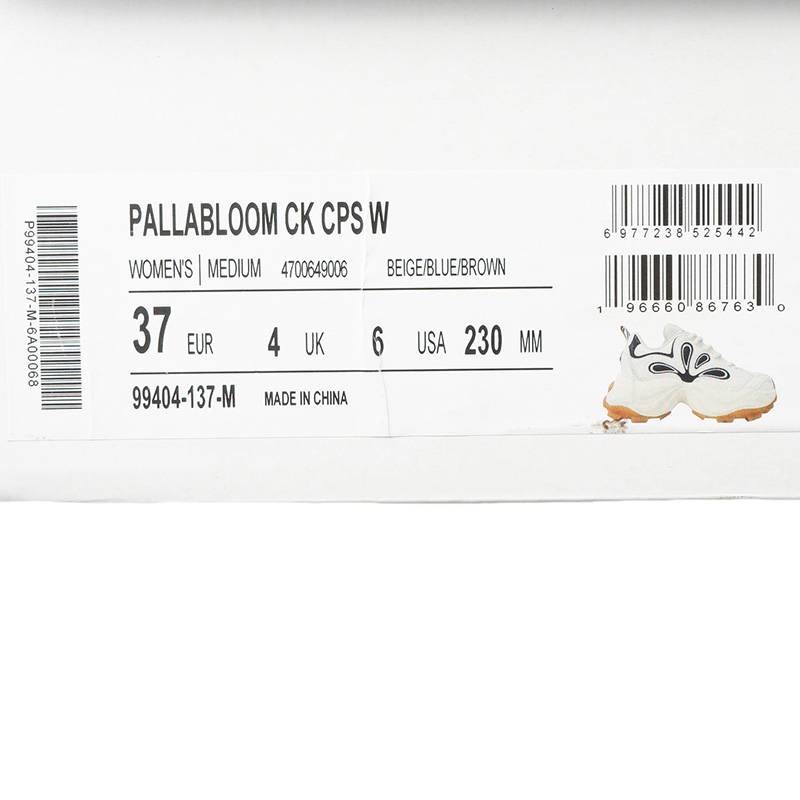 PALLABLOOM CK CPS W
WOMEN'S | MEDIUM 4700649006 BEIGE/BLUE/BROWN
37 EUR 4 UK 6 USA 230 MM
99404-137-M MADE IN CHINA
P99404-137-M-6A00068
6 977238 525442
1 96660 86763 0